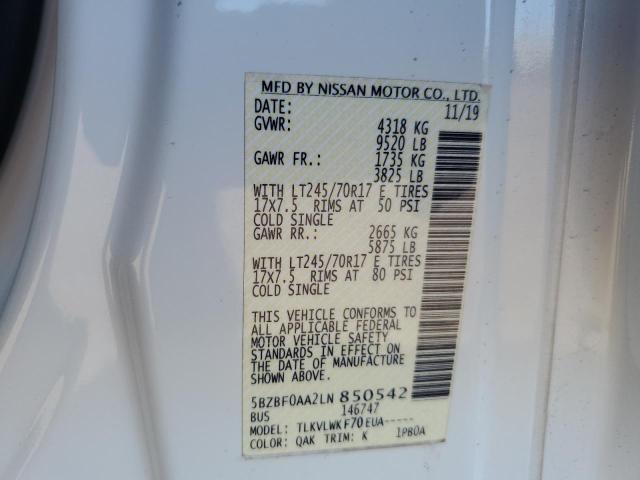 MFD BY NISSAN MOTOR CO., LTD.
DATE: 11/19
GVWR: 4318 KG
9520 LB
GAWR FR.: 1735 KG
3825 LB
WITH LT245/70R17 E TIRES
17X7.5 RIMS AT 50 PSI
COLD SINGLE
GAWR RR.: 2665 KG
5875 LB
WITH LT245/70R17 E TIRES
17X7.5 RIMS AT 80 PSI
COLD SINGLE
THIS VEHICLE CONFORMS TO
ALL APPLICABLE FEDERAL
MOTOR VEHICLE SAFETY
STANDARDS IN EFFECT ON
THE DATE OF MANUFACTURE
SHOWN ABOVE.
5BZBF0AA2LN 850542
BUS 146747
MODEL: TLKVLWKF70EUA-----
COLOR: QAK TRIM: K 1PB0A